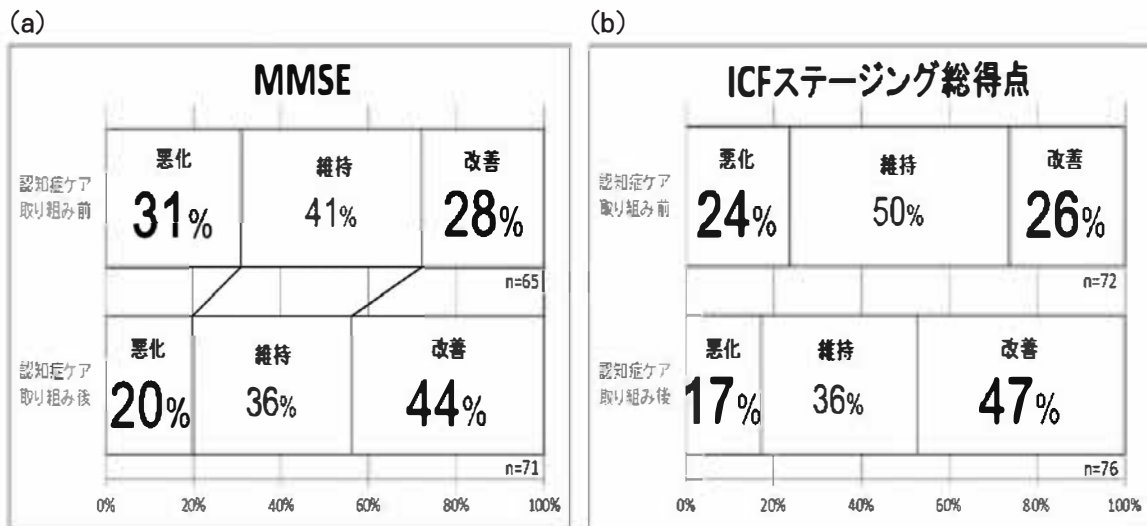 (a)
MMSE
認知症ケア
取り組み前
悪化
31%
維持
41%
改善
28%
n=65
認知症ケア
取り組み後
悪化
20%
維持
36%
改善
44%
n=71
0% 20% 40% 60% 80% 100%
(b)
ICFステージング総得点
認知症ケア
取り組み前
悪化
24%
維持
50%
改善
26%
n=72
認知症ケア
取り組み後
悪化
17%
維持
36%
改善
47%
n=76
0% 20% 40% 60% 80% 100%